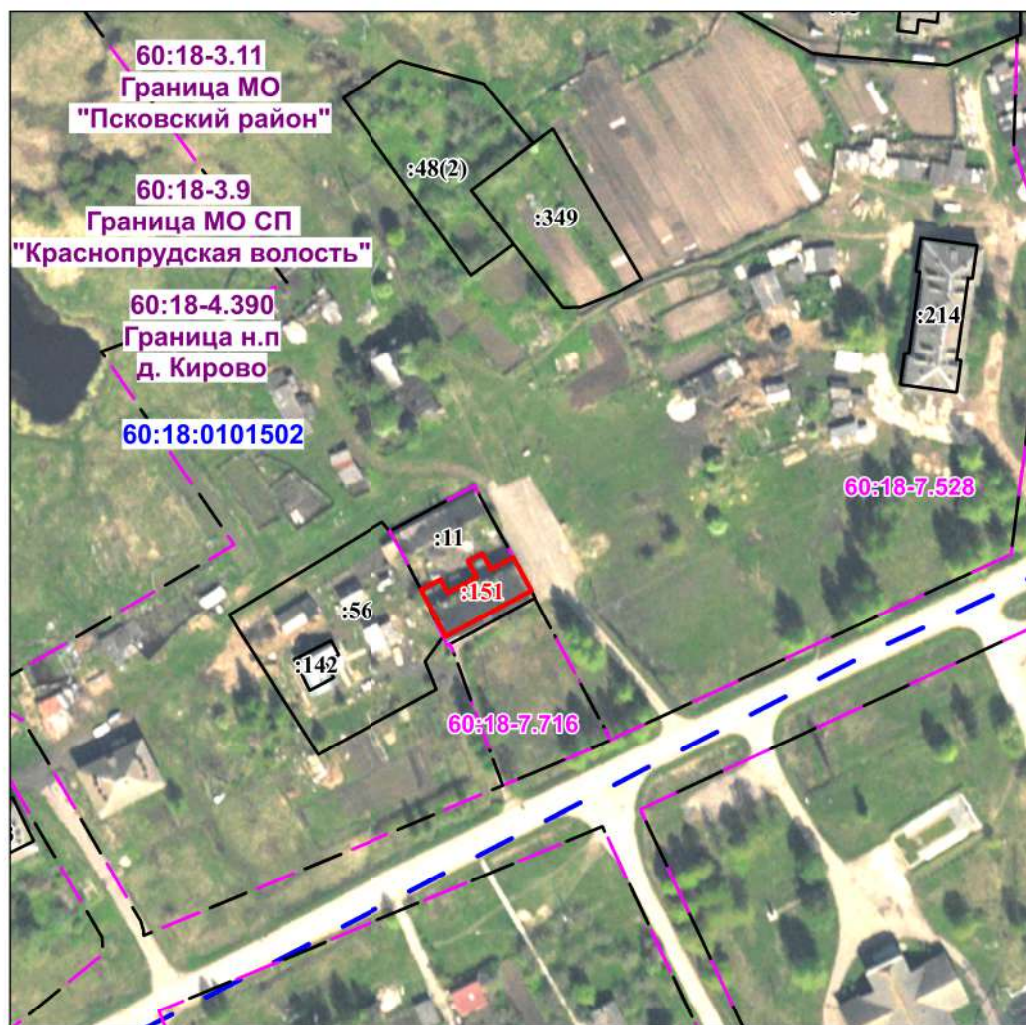 60:18-3.11
Граница МО
"Псковский район"
:48(2)
60:18-3.9
Граница МО СП
"Краснопрудская волость"
:349
60:18-4.390
Граница н.п
д. Кирово
:214
60:18:0101502
60:18-7.528
:11
:151
:56
:142
60:18-7.716